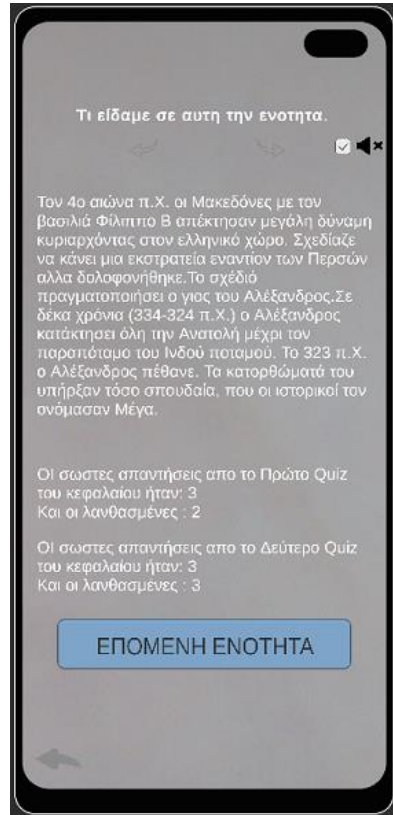 Τι είδαμε σε αυτη την ενοτητα.
Τον 4ο αιώνα π.Χ. οι Μακεδόνες με τον
βασιλιά Φίλιππο Β απέκτησαν μεγάλη δύναμη
κυριαρχόντας στον ελληνικό χώρο. Σχεδίαζε
να κάνει μια εκστρατεία εναντίον των Περσών
αλλα δολοφονήθηκε.Το σχέδιό
πραγματοποιήσει ο γιος του Αλέξανδρος.Σε
δέκα χρόνια (334-324 π.Χ.) ο Αλέξανδρος
κατάκτησει όλη την Ανατολή μέχρι τον
παραπόταμο του Ινδού ποταμού. Το 323 π.Χ.
ο Αλέξανδρος πέθανε. Τα κατορθώματά του
υπήρξαν τόσο σπουδαία, που οι ιστορικοί τον
ονόμασαν Μέγα.
ΟΙ σωστες απαντήσεις απο το Πρώτο Quiz
του κεφαλαίου ήταν: 3
Και οι λανθασμένες : 2
ΟΙ σωστες απαντήσεις απο το Δεύτερο Quiz
του κεφαλαίου ήταν: 3
Και οι λανθασμένες : 3
ΕΠΟΜΕΝΗ ΕΝΟΤΗΤΑ